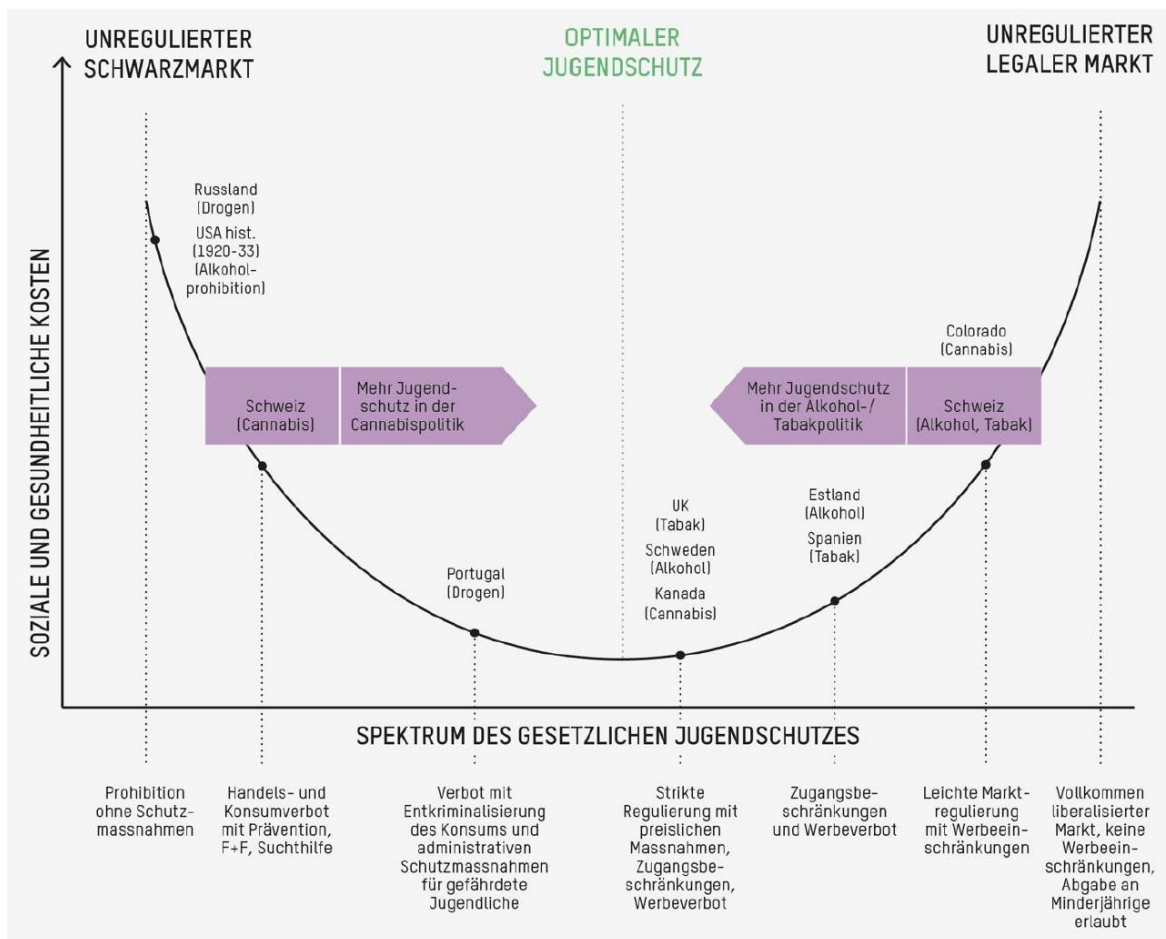 UNREGULIERTER
SCHWARZMARKT
OPTIMALER
JUGENDSCHUTZ
UNREGULIERTER
LEGALER MARKT
SOZIALE UND GESUNDHEITLICHE KOSTEN
Russland
(Drogen)
USA hist.
(1920-33)
(Alkohol-
prohibition)
Colorado
(Cannabis)
Schweiz
(Cannabis)
Mehr Jugend-
schutz in der
Cannabispolitik
Mehr Jugendschutz
in der Alkohol-/
Tabakpolitik
Schweiz
(Alkohol, Tabak)
Portugal
(Drogen)
UK
(Tabak)
Schweden
(Alkohol)
Kanada
(Cannabis)
Estland
(Alkohol)
Spanien
(Tabak)
SPEKTRUM DES GESETZLICHEN JUGENDSCHUTZES
Prohibition
ohne Schutz-
massnahmen
Handels- und
Konsumverbot
mit Prävention,
F+F, Suchthilfe
Verbot mit
Entkriminalisierung
des Konsums und
administrativen
Schutzmassnahmen
für gefährdete
Jugendliche
Strikte
Regulierung mit
preislichen
Massnahmen,
Zugangsbe-
schränkungen,
Werbeverbot
Zugangsbe-
schränkungen
und Werbeverbot
Leichte Markt-
regulierung
mit Werbeein-
schränkungen
Vollkommen
liberalisierter
Markt, keine
Werbeein-
schränkungen,
Abgabe an
Minderjährige
erlaubt